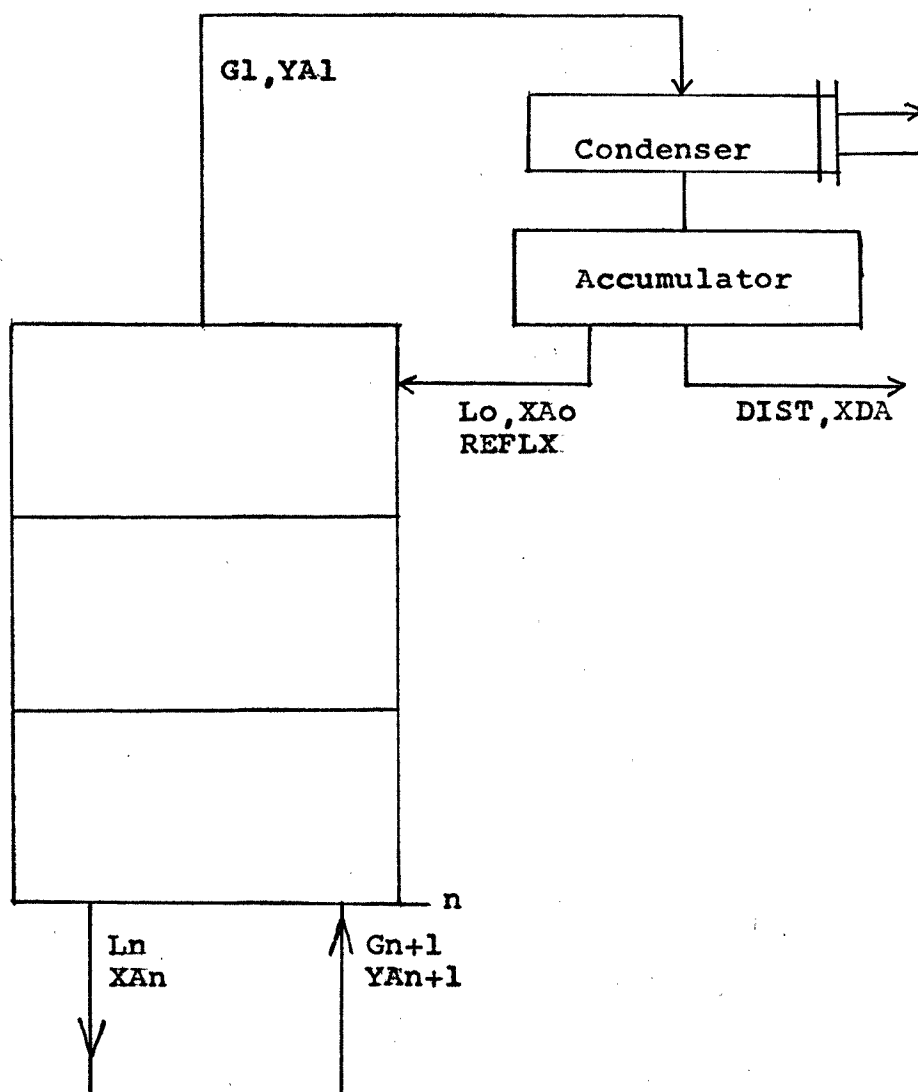 G1,YA1
Condenser
Accumulator
Lo,XAo
REFLX
DIST,XDA
n
Ln
XAn
Gn+1
YAn+1